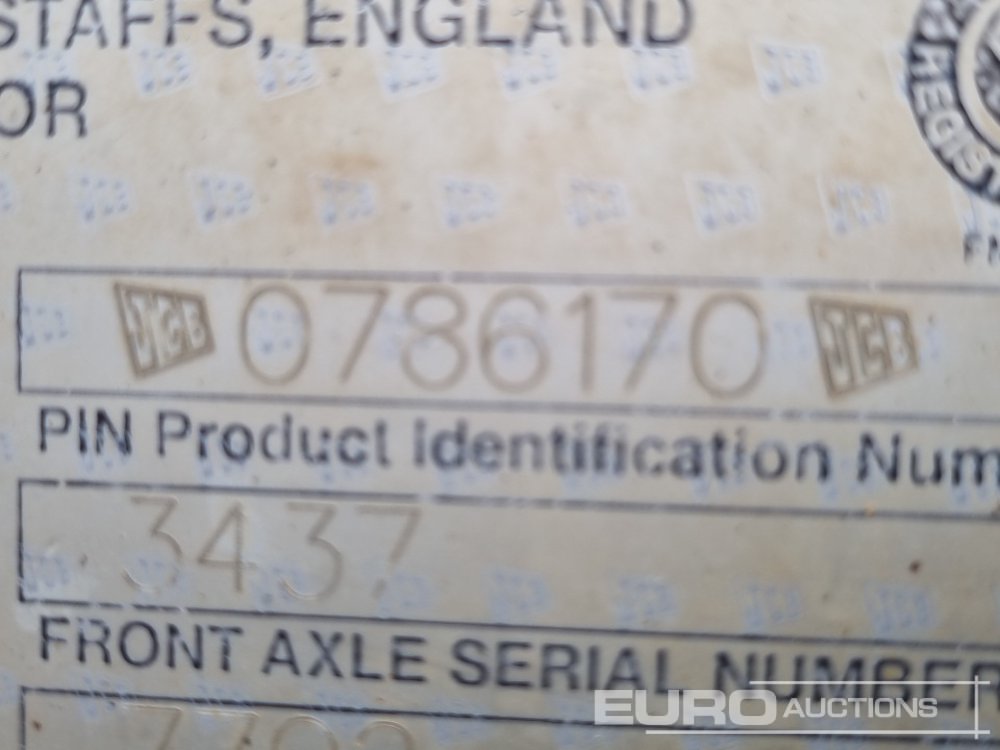 STAFFS, ENGLAND
OR
JCB 0786170 JCB
PIN Product Identification Num
3437
FRONT AXLE SERIAL NUMBER
EURO AUCTIONS